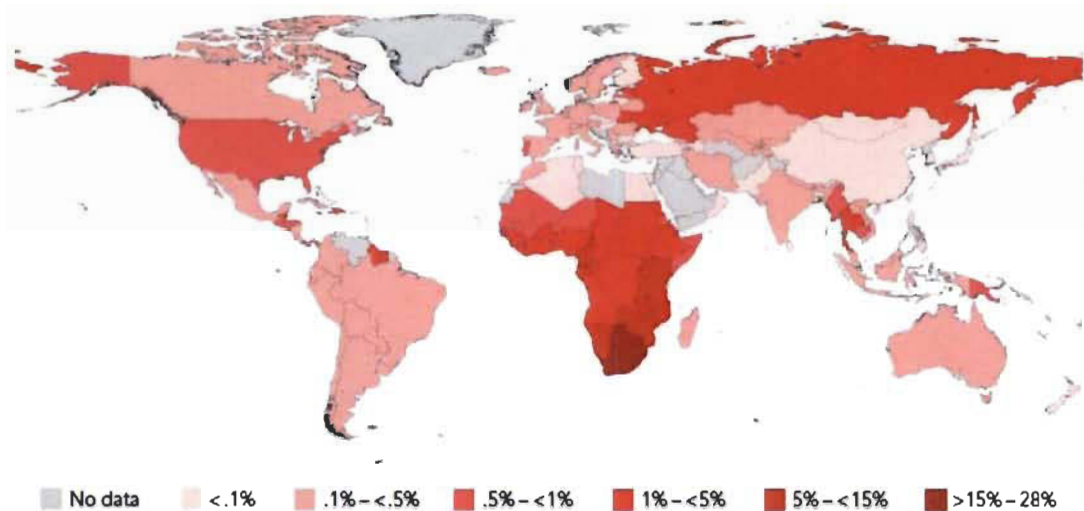 No data <.1% .1% – <.5% .5% – <1% 1% – <5% 5% – <15% >15% – 28%